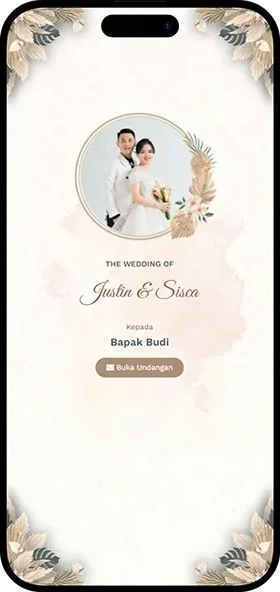 THE WEDDING OF
Justin & Sisca
Kepada
Bapak Budi
Buka Undangan